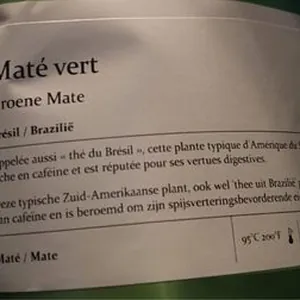 Maté vert
roene Mate
résil / Brazilië
ppelée aussi « thé du Brésil », cette plante typique d'Amérique du S
che en caféine et est réputée pour ses vertues digestives.
eze typische Zuid-Amerikaanse plant, ook wel 'thee uit Brazilië'
an cafeïne en is beroemd om zijn spijsverteringsbevorderende e
Maté / Mate
95°C 200°F